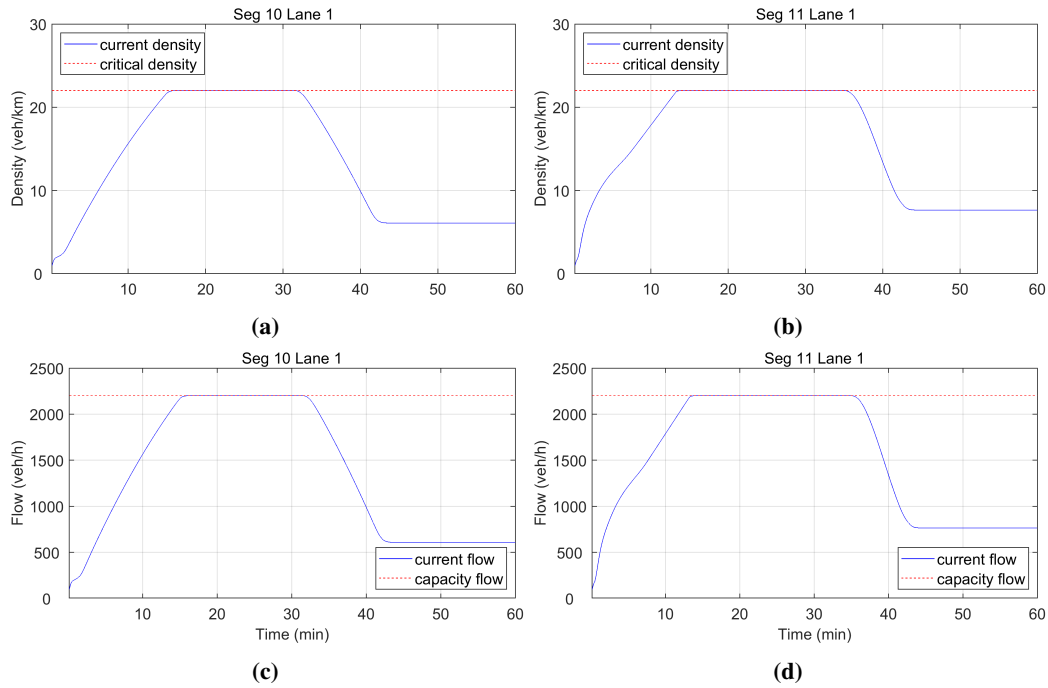 Seg 10 Lane 1
30
20
10
0
Density (veh/km)
current density
critical density
10 20 30 40 50 60
(a)
Seg 11 Lane 1
30
20
10
0
Density (veh/km)
current density
critical density
10 20 30 40 50 60
(b)
Seg 10 Lane 1
2500
2000
1500
1000
500
0
Flow (veh/h)
current flow
capacity flow
10 20 30 40 50 60
Time (min)
(c)
Seg 11 Lane 1
2500
2000
1500
1000
500
0
Flow (veh/h)
current flow
capacity flow
10 20 30 40 50 60
Time (min)
(d)